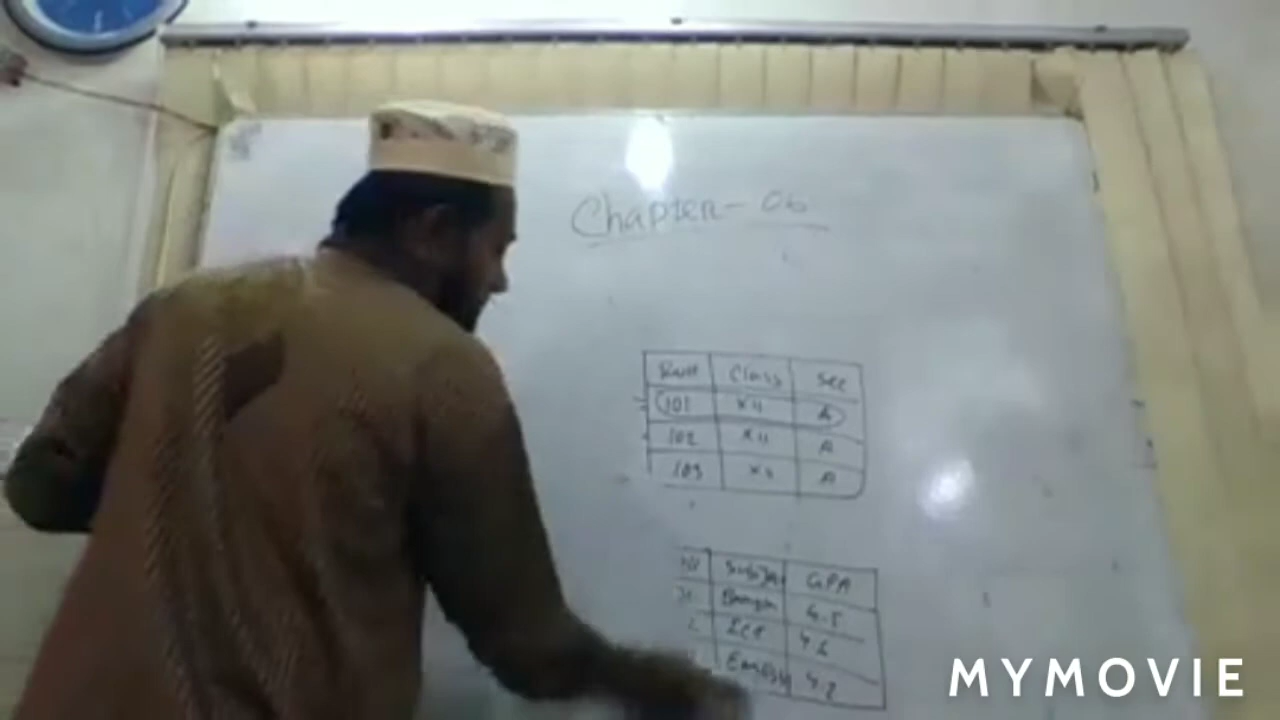 Chapter - 06
Roll Class Sec
101 XII A
102 XII A
103 XII A
Subject GPA
Bangla 4.5
ICT 4.6
English 4.2
MYMOVIE